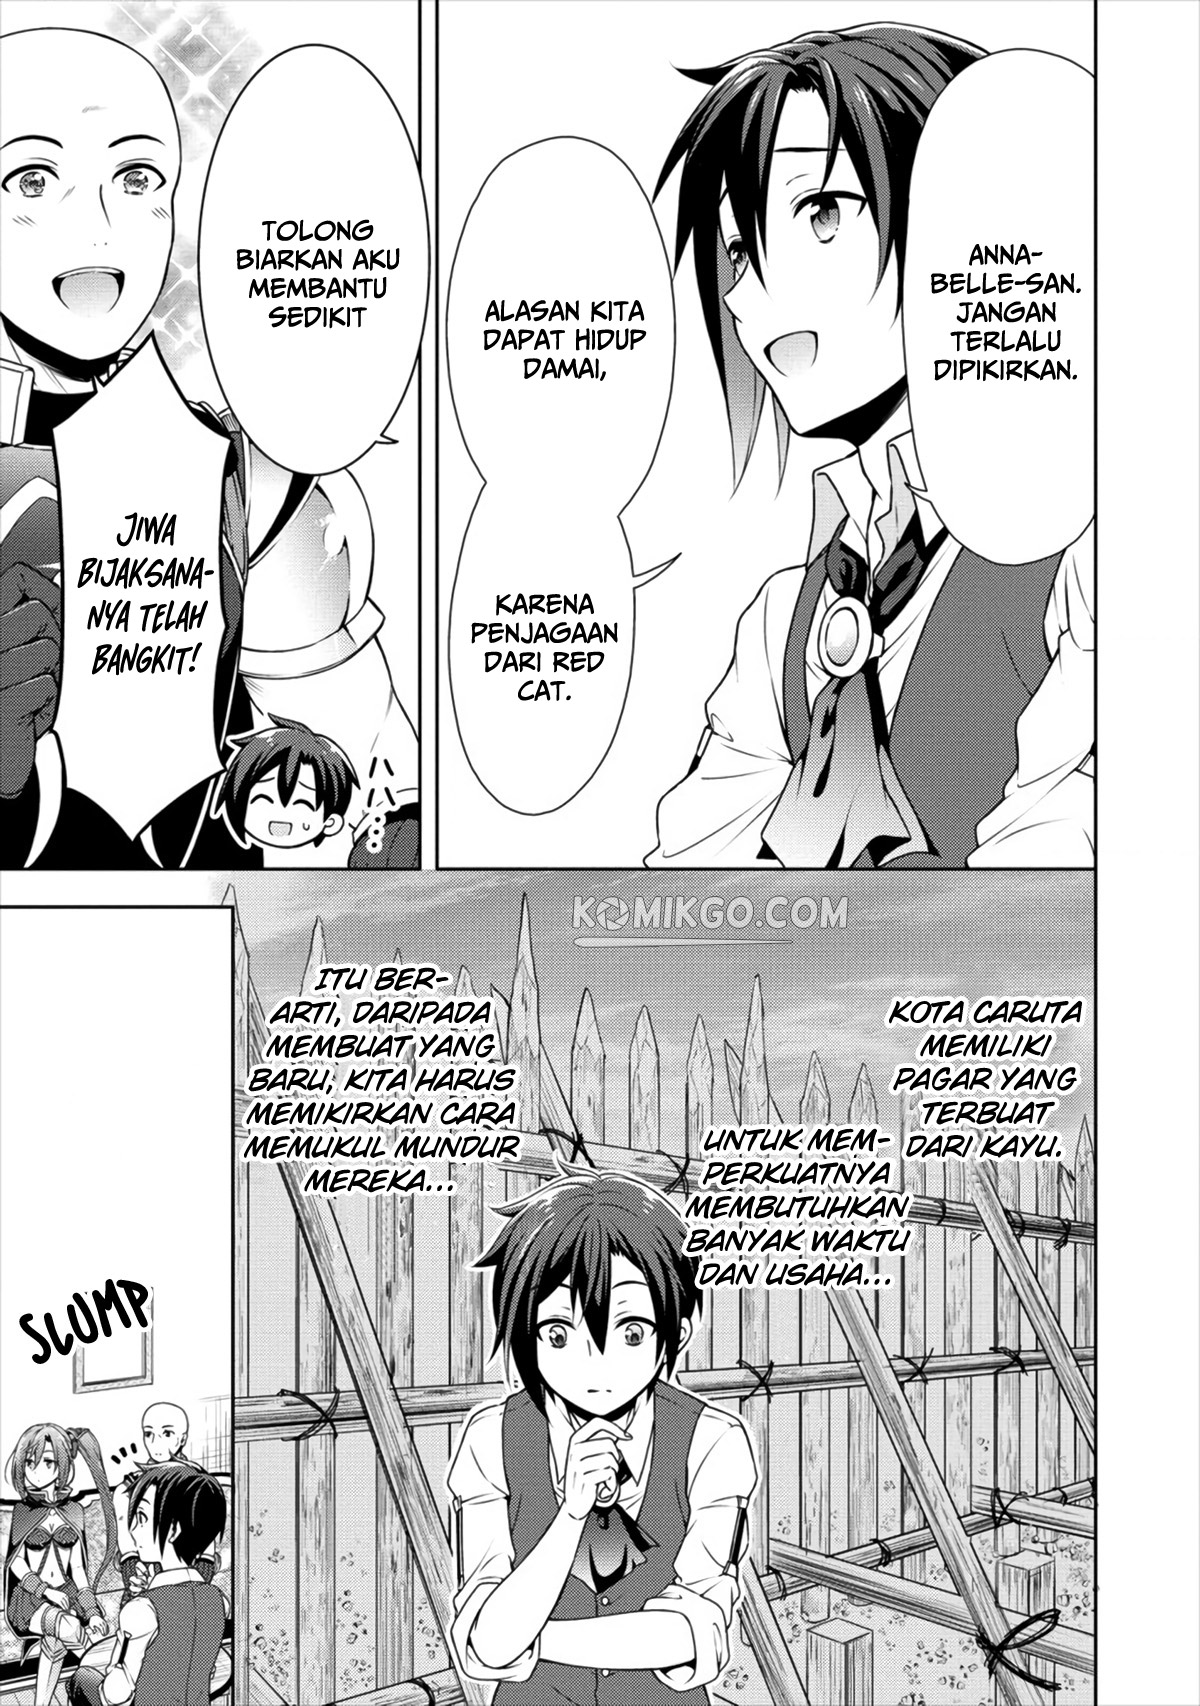 ANNA-
BELLE-SAN.
JANGAN
TERLALU
DIPIKIRKAN.
ALASAN KITA
DAPAT HIDUP
DAMAI,
KARENA
PENJAGAAN
DARI RED
CAT.
TOLONG
BIARKAN AKU
MEMBANTU
SEDIKIT
JIWA
BIJAKSANA-
NYA TELAH
BANGKIT!
KOMIKGO.COM
KOTA CARUTA
MEMILIKI
PAGAR YANG
TERBUAT
DARI KAYU.
UNTUK MEM-
PERKUATNYA
MEMBUTUHKAN
BANYAK WAKTU
DAN USAHA...
ITU BER-
ARTI, DARIPADA
MEMBUAT YANG
BARU, KITA HARUS
MEMIKIRKAN CARA
MEMUKUL MUNDUR
MEREKA...
SLUMP